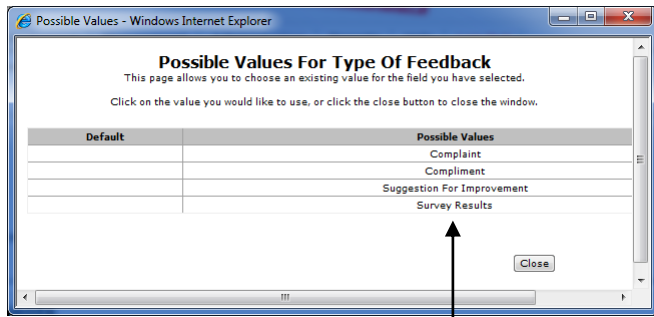 Possible Values - Windows Internet Explorer
Possible Values For Type Of Feedback
This page allows you to choose an existing value for the field you have selected.
Click on the value you would like to use, or click the close button to close the window.
Default Possible Values
Complaint
Compliment
Suggestion For Improvement
Survey Results
Close